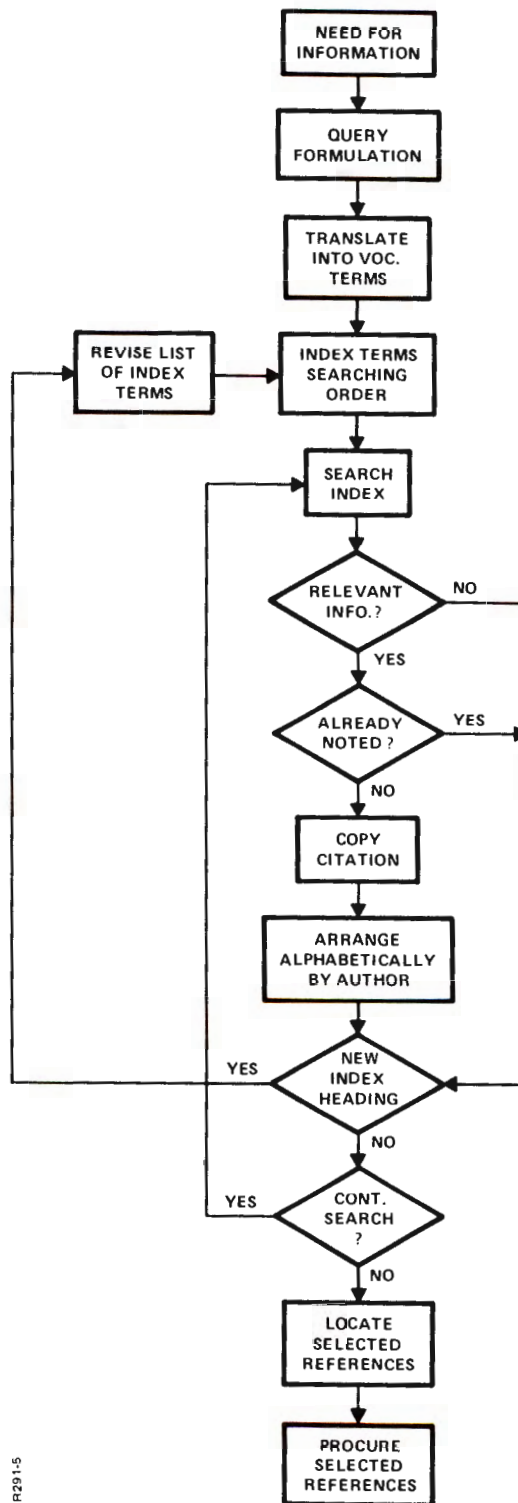 NEED FOR
INFORMATION
QUERY
FORMULATION
TRANSLATE
INTO VOC.
TERMS
REVISE LIST
OF INDEX
TERMS
INDEX TERMS
SEARCHING
ORDER
SEARCH
INDEX
RELEVANT
INFO.?
NO
YES
ALREADY
NOTED ?
YES
NO
COPY
CITATION
ARRANGE
ALPHABETICALLY
BY AUTHOR
YES
NEW
INDEX
HEADING
NO
YES
CONT.
SEARCH
?
NO
LOCATE
SELECTED
REFERENCES
PROCURE
SELECTED
REFERENCES
R291-5